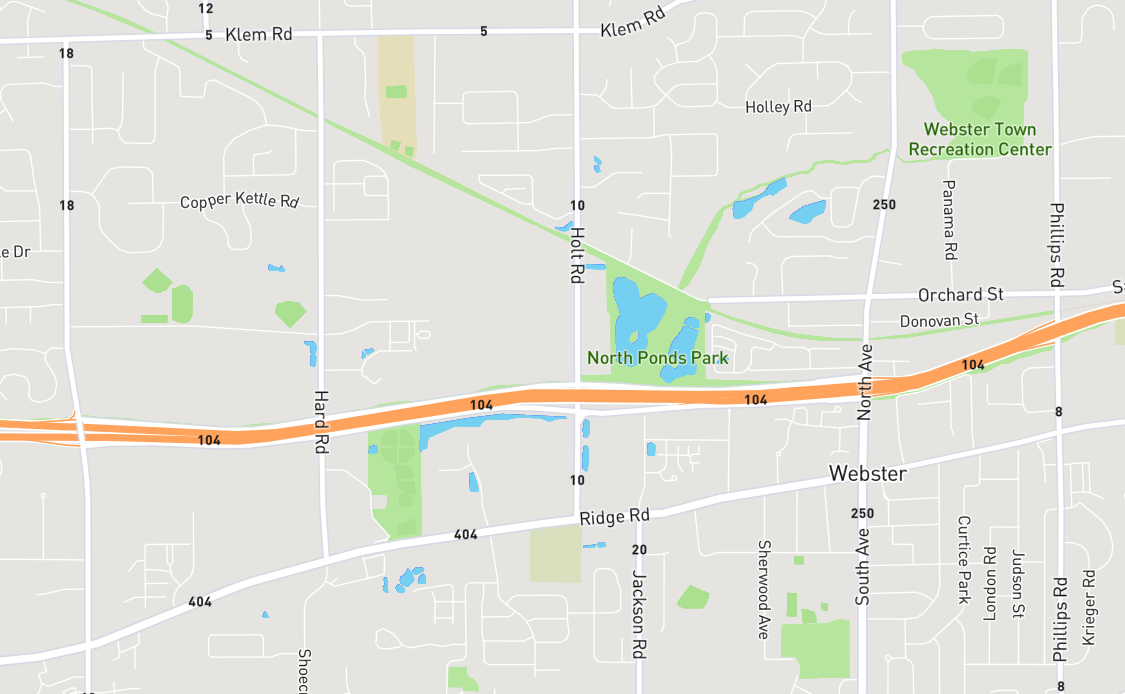 12
5
Klem Rd
5
Klem Rd
18
Holley Rd
Webster Town
Recreation Center
18
Copper Kettle Rd
10
250
Panama Rd
Phillips Rd
le Dr
Holt Rd
Orchard St
Donovan St
North Ponds Park
104
North Ave
Hard Rd
104
104
104
8
10
Webster
404
Ridge Rd
250
20
404
Sherwood Ave
South Ave
Curtice Park
London Rd
Judson St
Phillips Rd
Krieger Rd
Jackson Rd
8